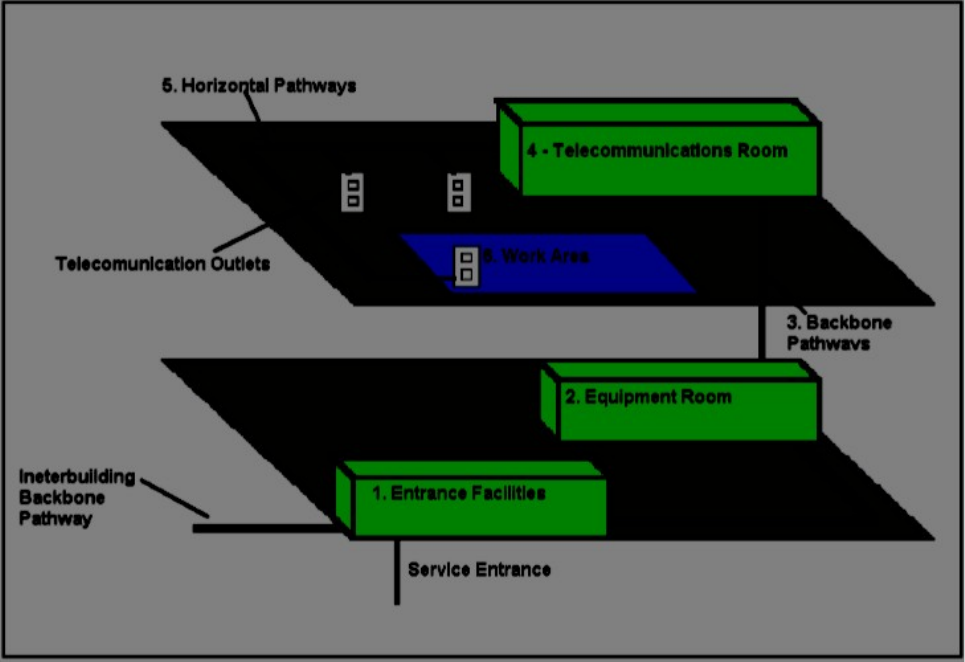 5. Horizontal Pathways
4 - Telecommunications Room
6. Work Area
Telecomunication Outlets
3. Backbone
Pathways
2. Equipment Room
Ineterbuilding
Backbone
Pathway
1. Entrance Facilities
Service Entrance